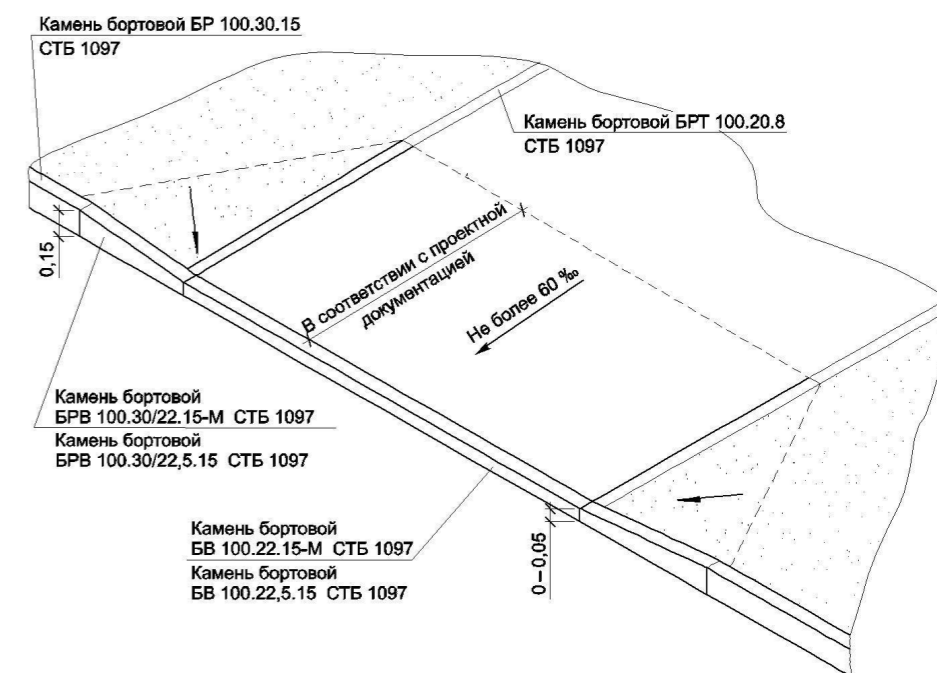 Камень бортовой БР 100.30.15
СТБ 1097
Камень бортовой БРТ 100.20.8
СТБ 1097
0,15
В соответствии с проектной
документацией
Не более 60 ‰
Камень бортовой
БРВ 100.30/22.15-М СТБ 1097
Камень бортовой
БРВ 100.30/22,5.15 СТБ 1097
Камень бортовой
БВ 100.22.15-М СТБ 1097
Камень бортовой
БВ 100.22,5.15 СТБ 1097
0–0,05